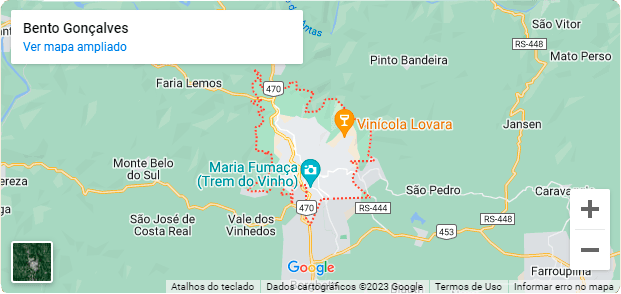 Bento Gonçalves
Ver mapa ampliado
Antas
São Vitor
RS-448
Mato Perso
Pinto Bandeira
Faria Lemos
470
Vinícola Lovara
Jansen
Monte Belo
do Sul
Maria Fumaça
(Trem do Vinho)
São Pedro
Caravaggio
ereza
São José de
Costa Real
Vale dos
Vinhedos
470
RS-444
453
RS-448
+
−
Google
Farroupilha
Atalhos do teclado
Dados cartográficos ©2023 Google
Termos de Uso
Informar erro no mapa